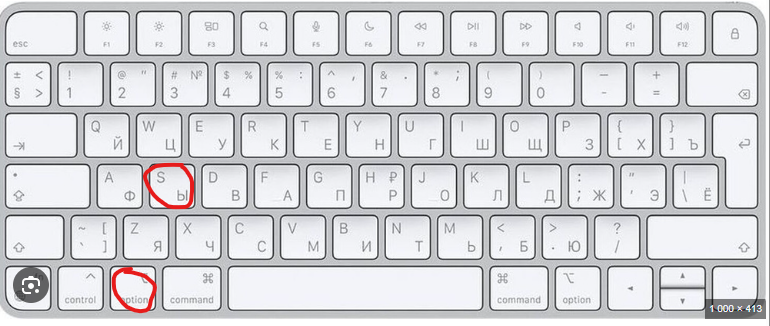 esc F1 F2 F3 F4 F5 F6 F7 F8 F9 F10 F11 F12
± < ! @ " # № $ % % : ^ , & . * ; ( ) — +
§ > 1 2 3 4 5 6 7 8 9 0 - =
Q Й W Ц E У R К T Е Y Н U Г I Ш O Щ P З { [ Х } ] Ъ
A Ф S Ы D В F А G П H ₽ Р J О K Л L Д : ; Ж " ' Э | \ Ё
~ ` [ ] Z Я X Ч C С V М B И N Т M Ь < , Б > . Ю ? /
control option command command option
1 000 × 413